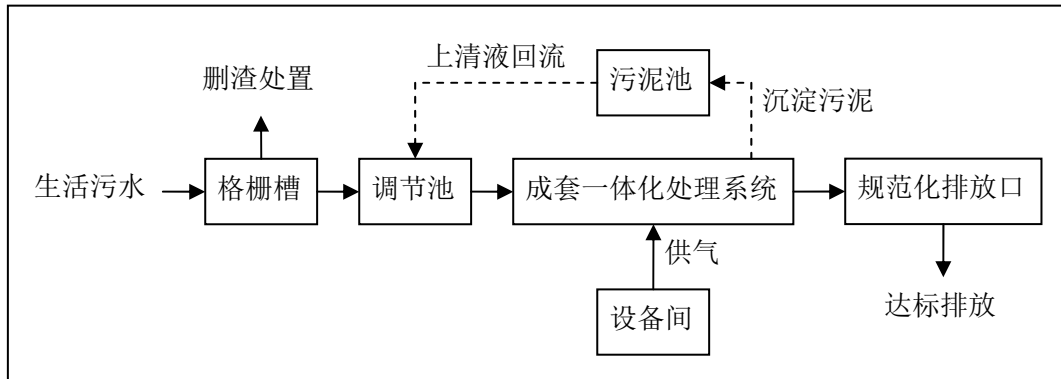 上清液回流
污泥池
删渣处置
沉淀污泥
生活污水
格栅槽
调节池
成套一体化处理系统
规范化排放口
供气
设备间
达标排放